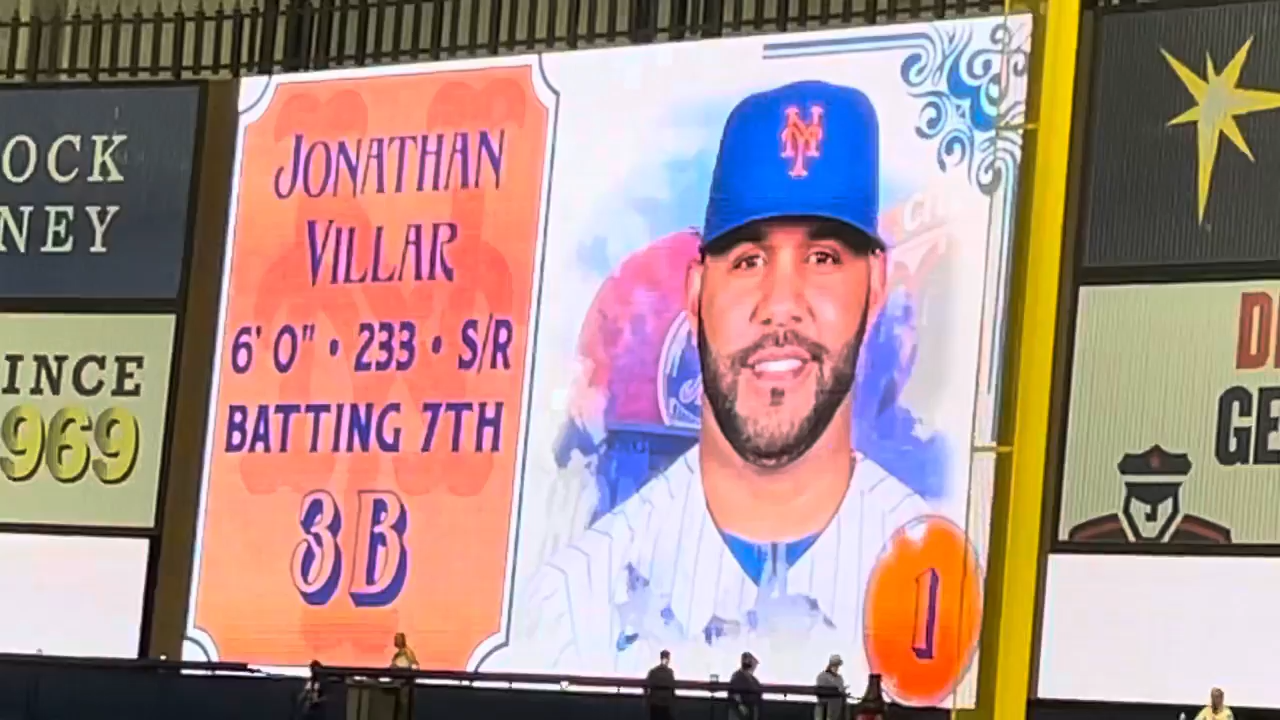 OCK
NEY
INCE
969
JONATHAN
VILLAR
6' 0" • 233 • S/R
BATTING 7TH
3B
NY
1
D
GE